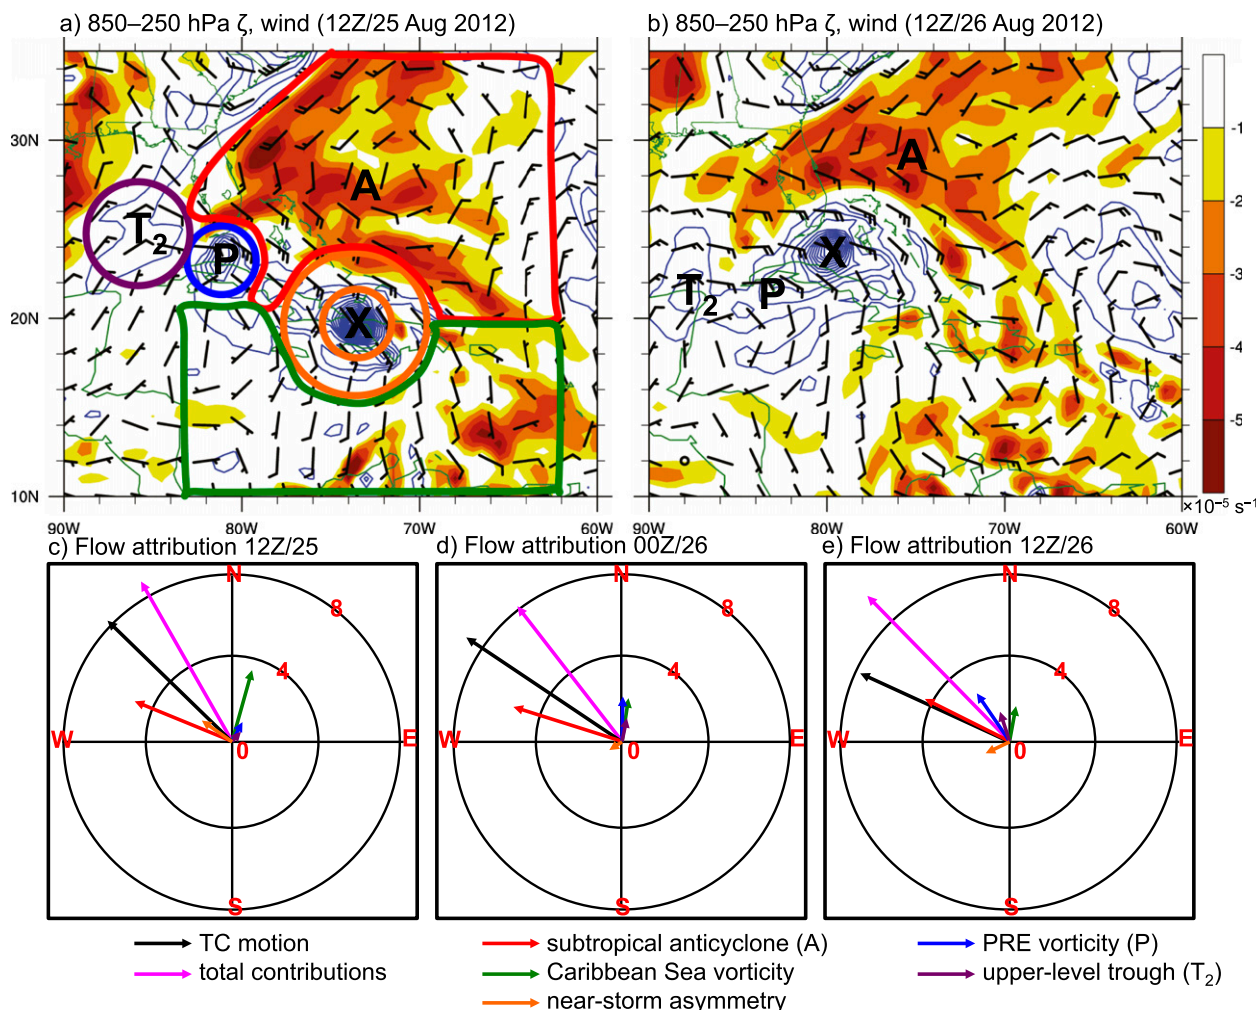 a) 850–250 hPa ζ, wind (12Z/25 Aug 2012)
b) 850–250 hPa ζ, wind (12Z/26 Aug 2012)
30N
20N
10N
A
T2
P
X
90W
80W
70W
60W
A
X
T2
P
90W
80W
70W
60W
-1
-2
-3
-4
-5
×10⁻⁵ s⁻¹
c) Flow attribution 12Z/25
d) Flow attribution 00Z/26
e) Flow attribution 12Z/26
N
8
4
W
0
E
S
N
8
4
W
0
E
S
N
8
4
W
0
E
S
TC motion
total contributions
subtropical anticyclone (A)
Caribbean Sea vorticity
near-storm asymmetry
PRE vorticity (P)
upper-level trough (T₂)